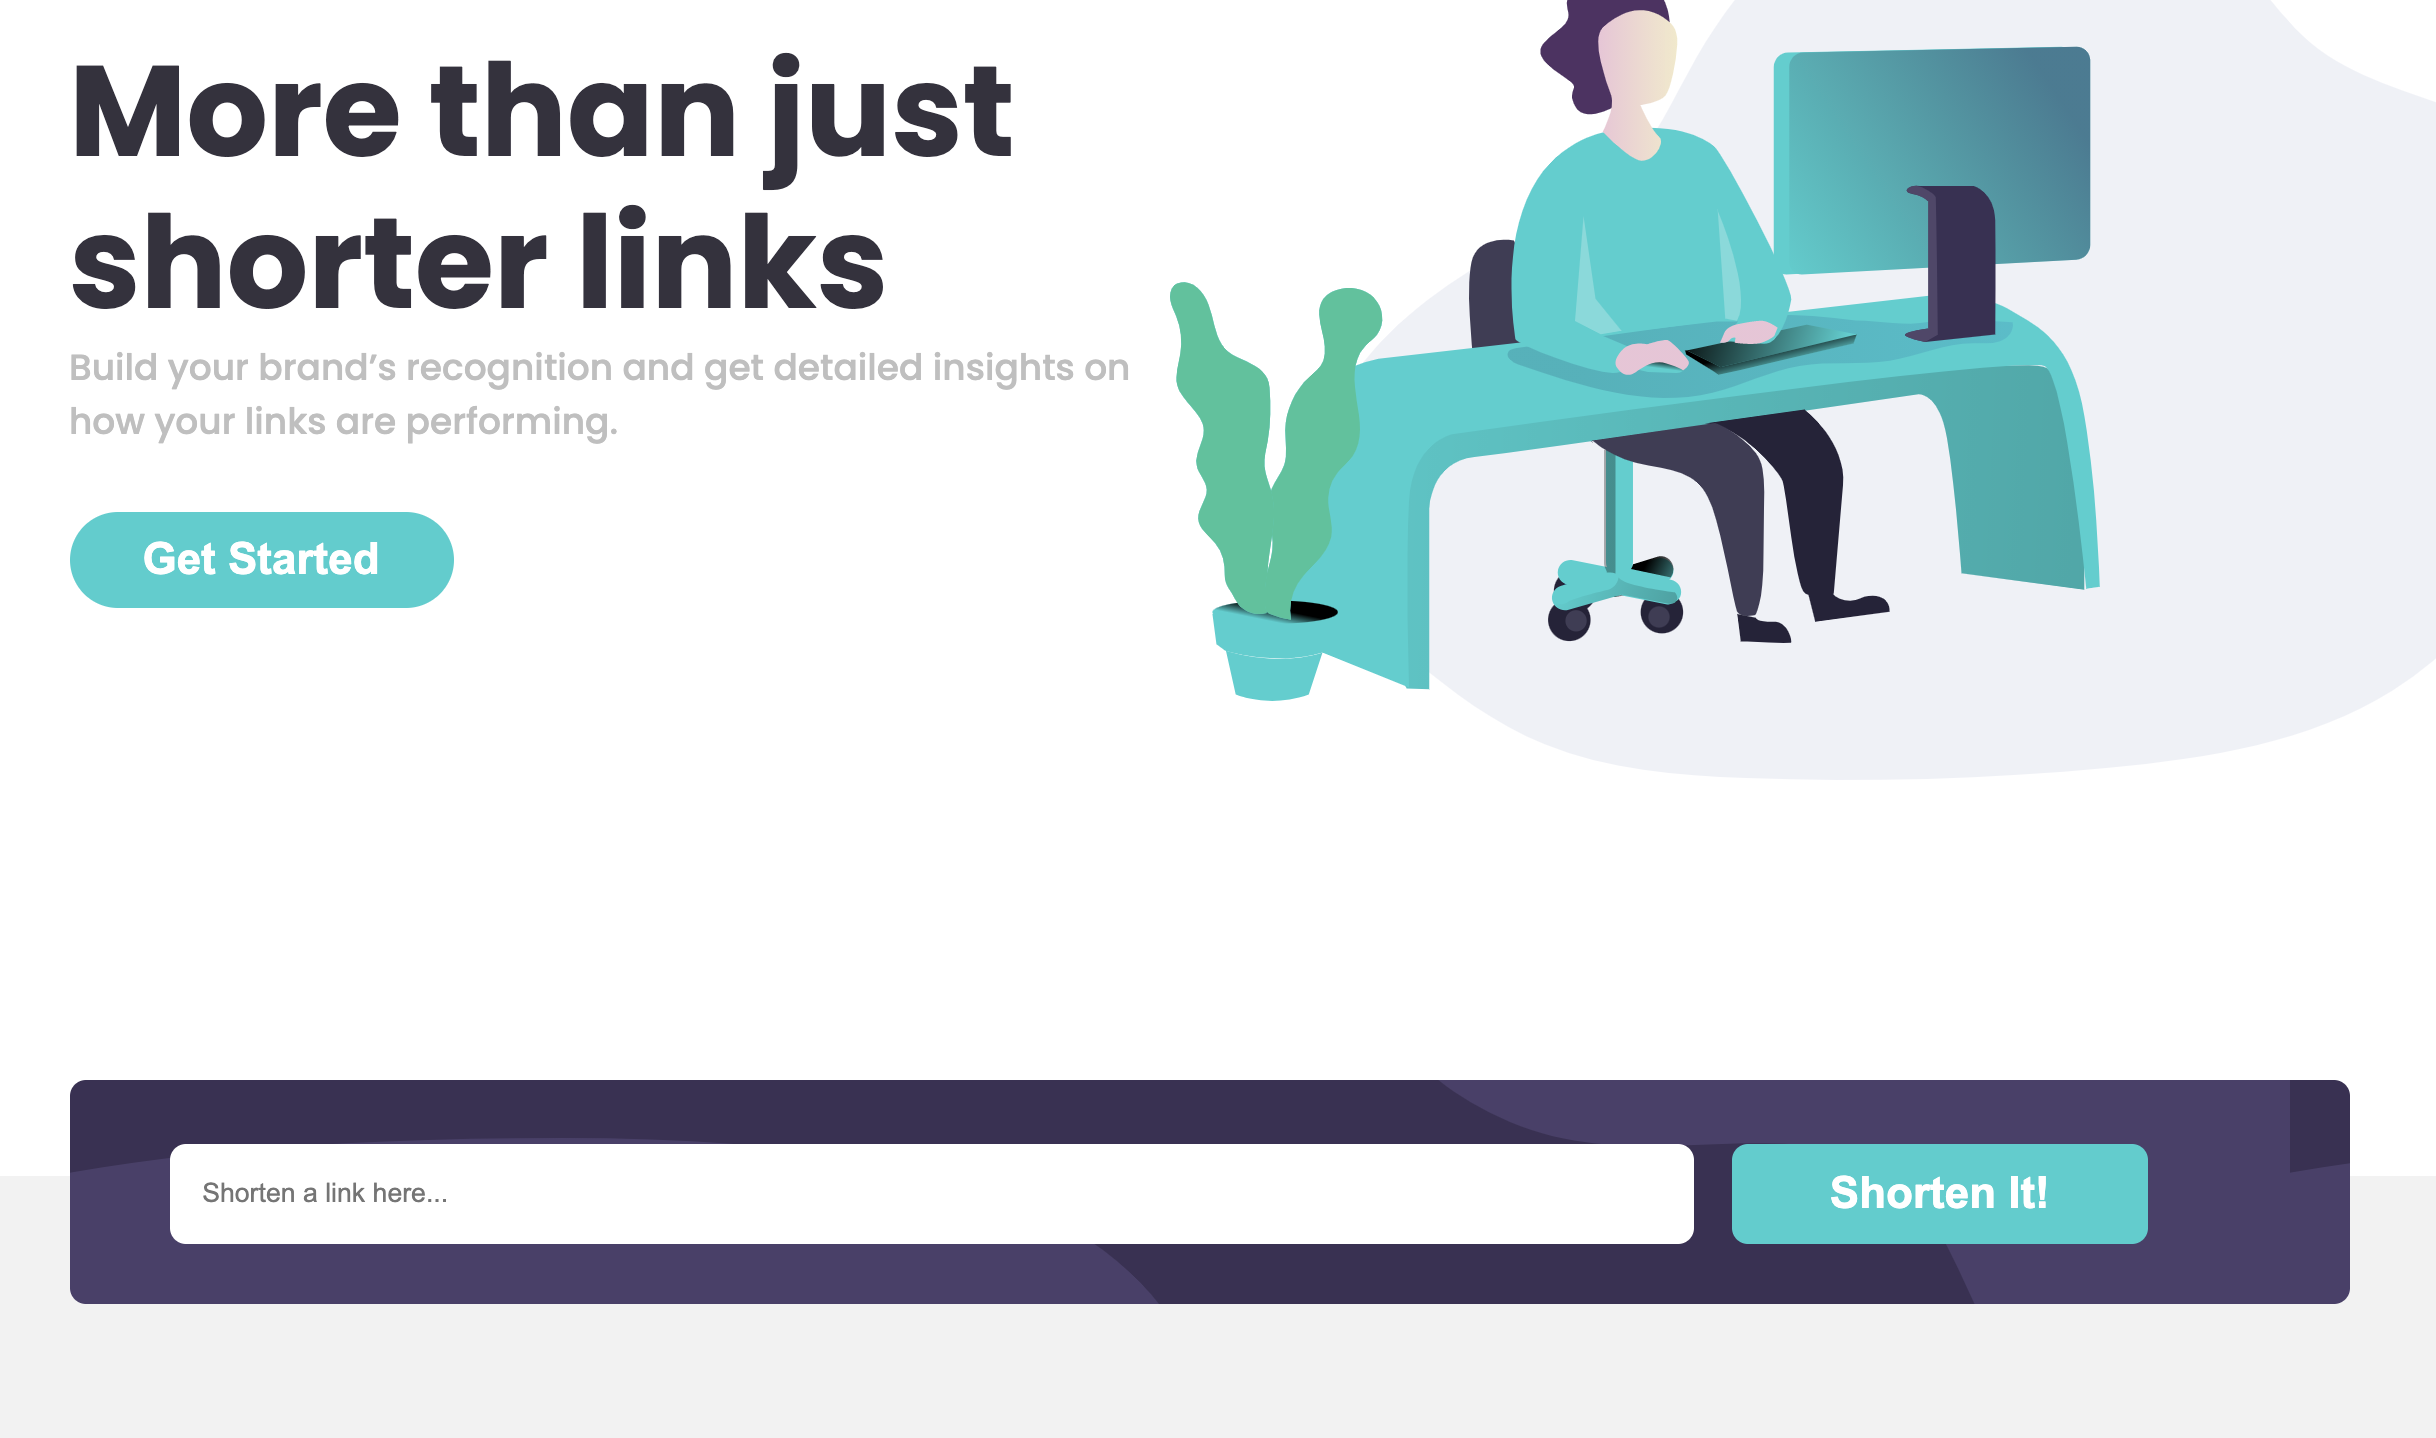 More than just
shorter links
Build your brand’s recognition and get detailed insights on
how your links are performing.
Get Started
Shorten a link here...
Shorten It!